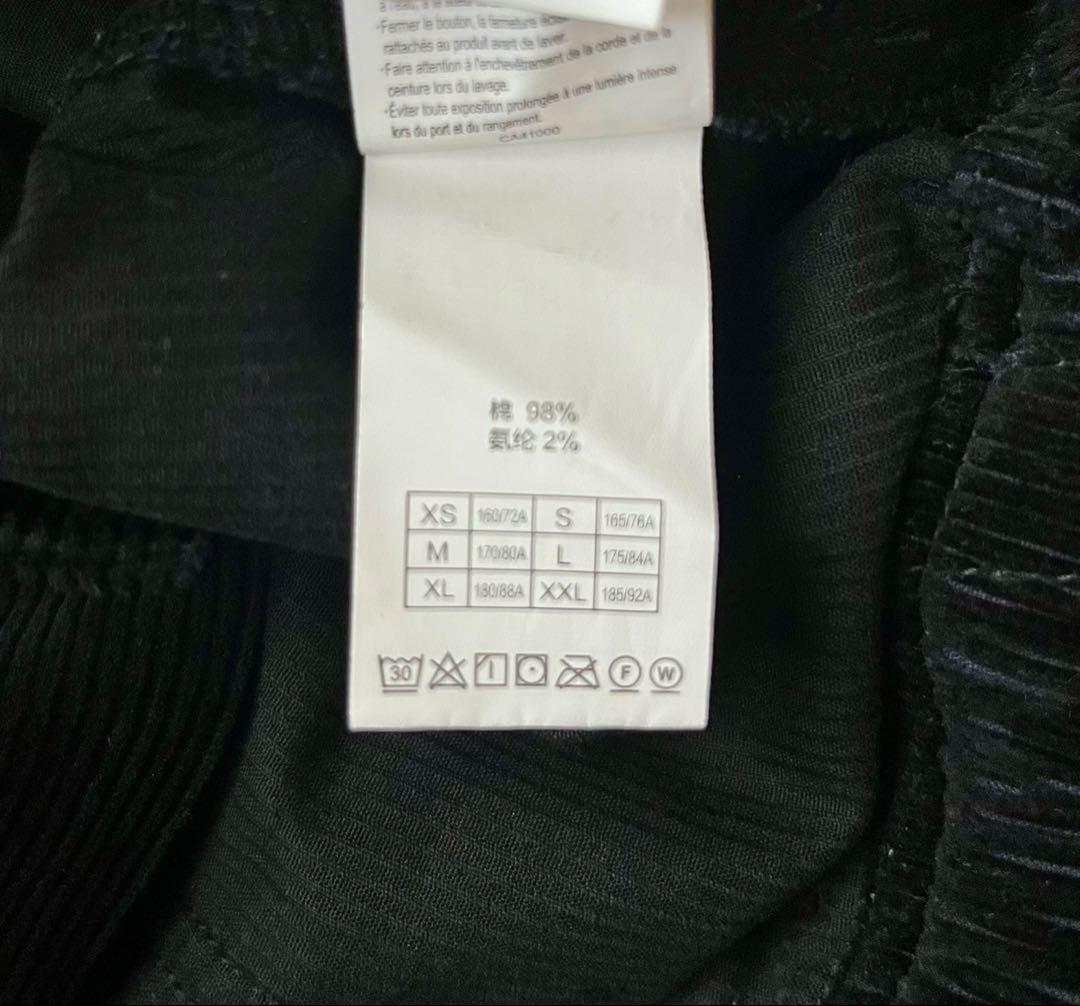 -Fermer le bouton, la fermeture
rattachés au produit avant de laver.
-Faire attention à l'enchevêtrement de la corde et de la
ceinture lors du lavage.
-Éviter toute exposition prolongée à une lumière intense
lors du port et du rangement.
CA41000
棉 98%
氨纶 2%
XS 160/72A S 165/76A
M 170/80A L 175/84A
XL 180/88A XXL 185/92A
30 F W